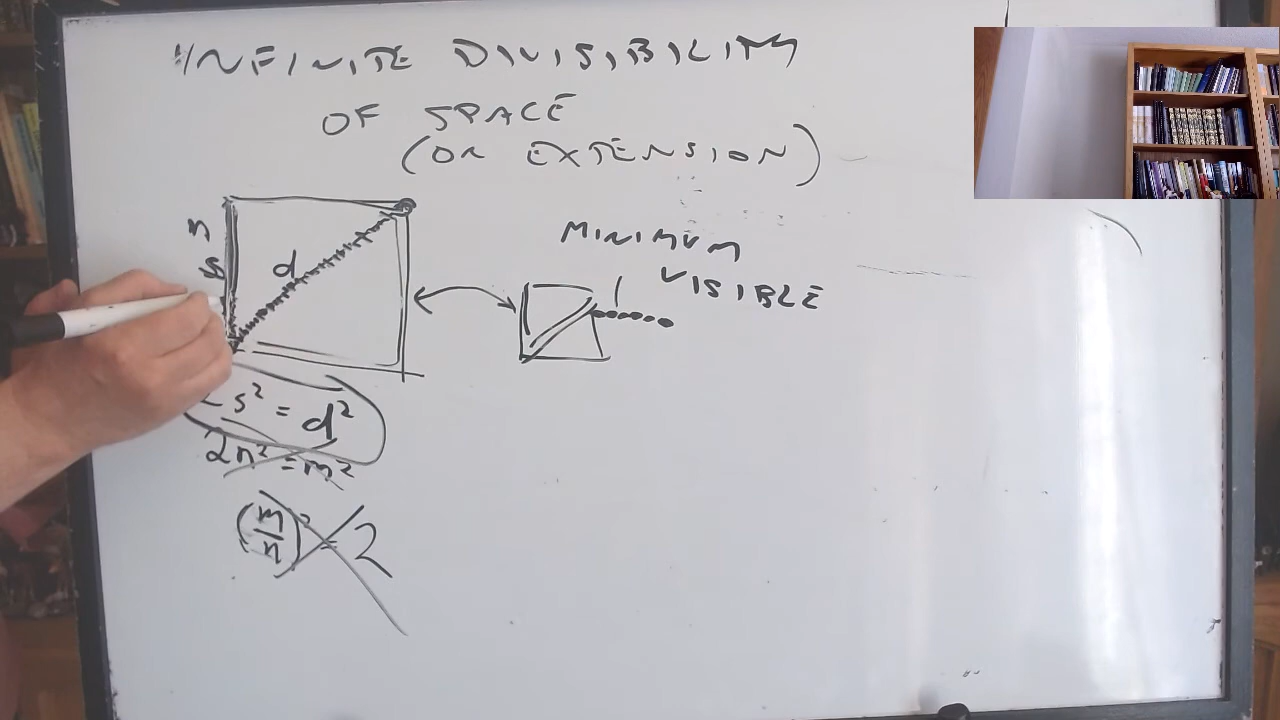 INFINITE DIVISIBILITY
OF SPACE
(OR EXTENSION)
n
s
d
MINIMUM
VISIBLE
s² = d²
2n² = m²
(m/n)² = 2